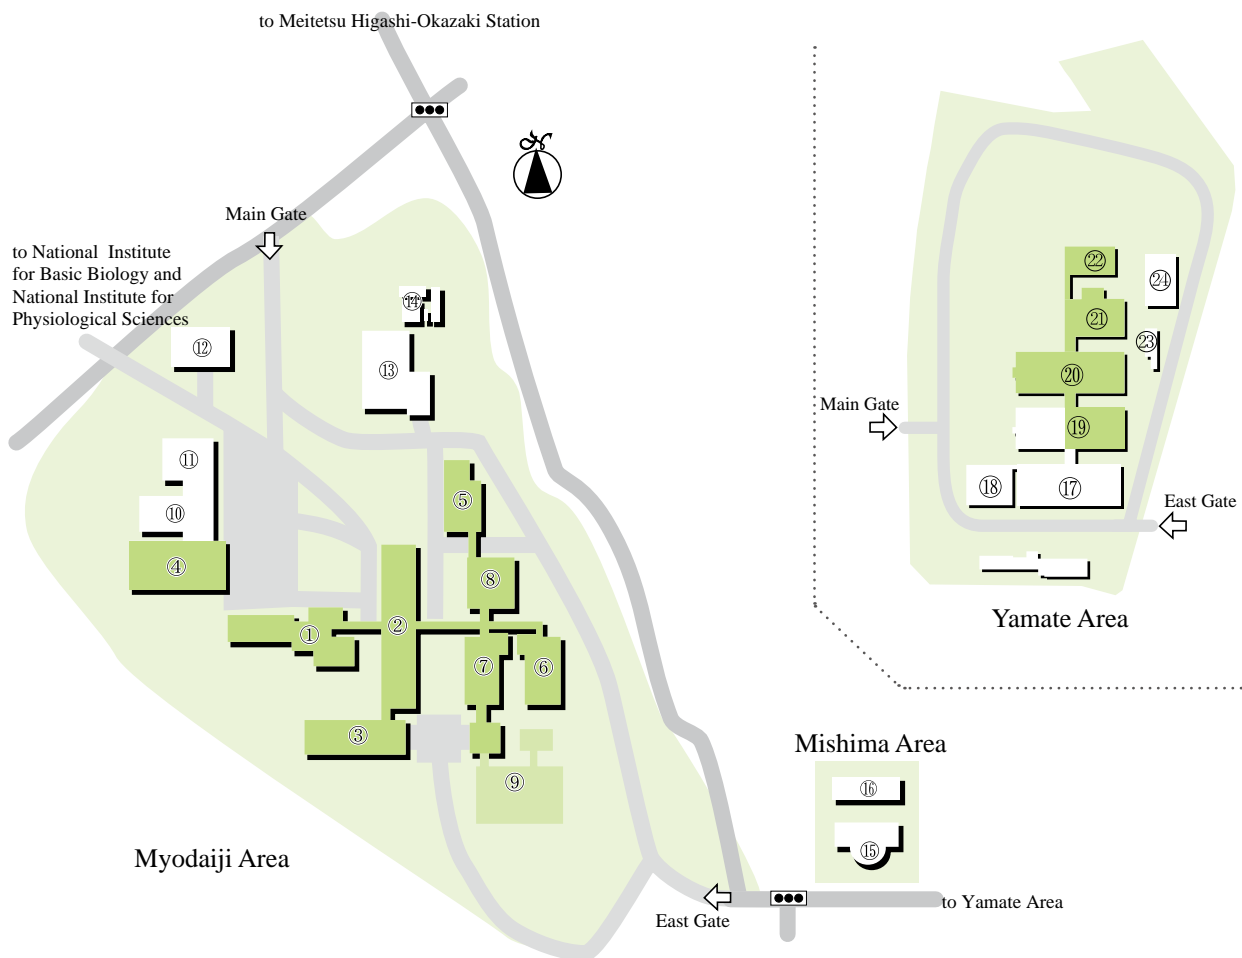 to Meitetsu Higashi-Okazaki Station
N
Main Gate
to National Institute
for Basic Biology and
National Institute for
Physiological Sciences
⑫
⑭
⑬
⑪
⑩
④
⑤
⑧
①
②
⑦
⑥
③
⑨
Myodaiji Area
East Gate
to Yamate Area
Mishima Area
⑯
⑮
㉒
㉔
㉑
㉓
⑳
Main Gate
⑲
⑱
⑰
East Gate
Yamate Area